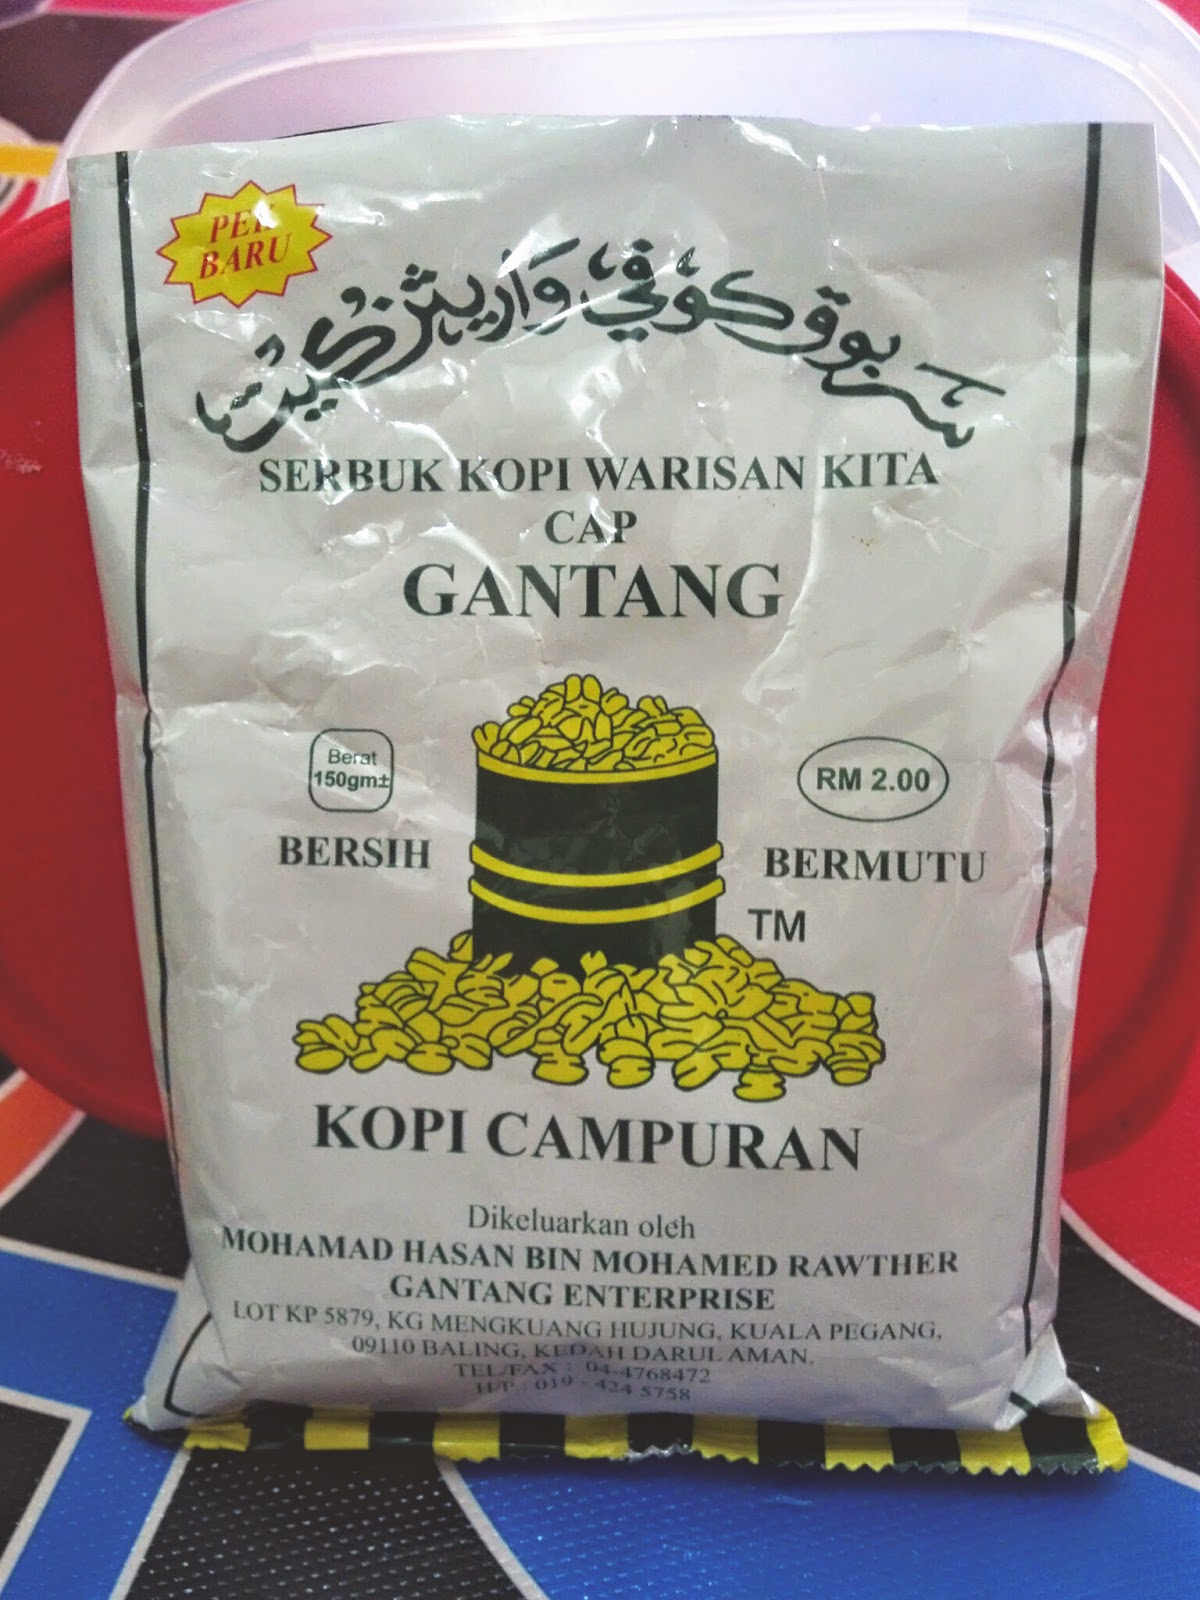 PEK
BARU
سربوق كوفي واريثن كيت
SERBUK KOPI WARISAN KITA
CAP
GANTANG
Berat
150gm±
RM 2.00
BERSIH
BERMUTU
TM
KOPI CAMPURAN
Dikeluarkan oleh
MOHAMAD HASAN BIN MOHAMED RAWTHER
GANTANG ENTERPRISE
LOT KP 5879, KG MENGKUANG HUJUNG, KUALA PEGANG,
09110 BALING, KEDAH DARUL AMAN.
TEL/FAX : 04-4768472
H/P : 019 - 424 5758